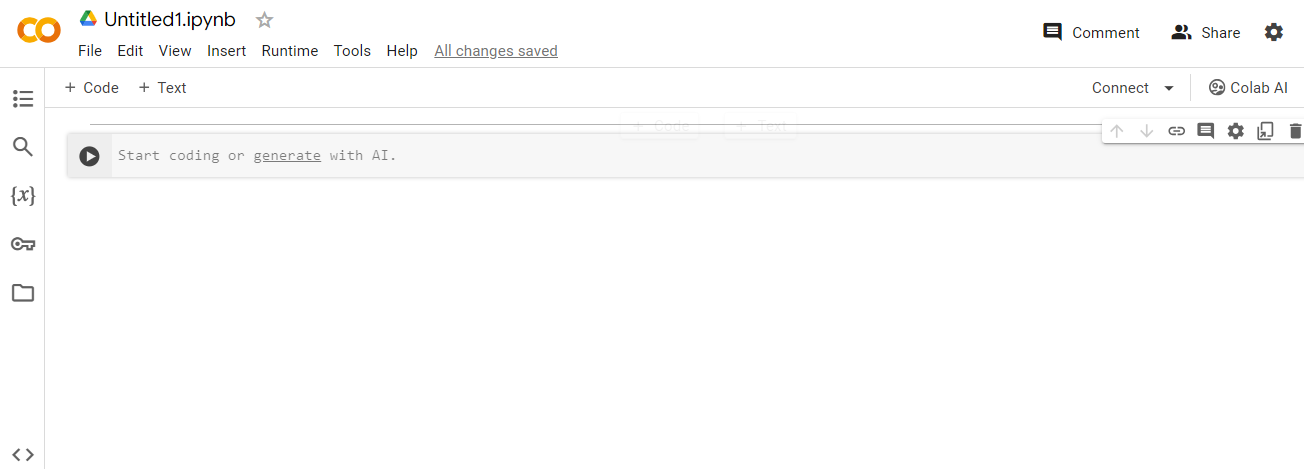 Untitled1.ipynb
Comment Share
File Edit View Insert Runtime Tools Help All changes saved
+ Code + Text
Connect Colab AI
+ Code + Text
Start coding or generate with AI.
{x}